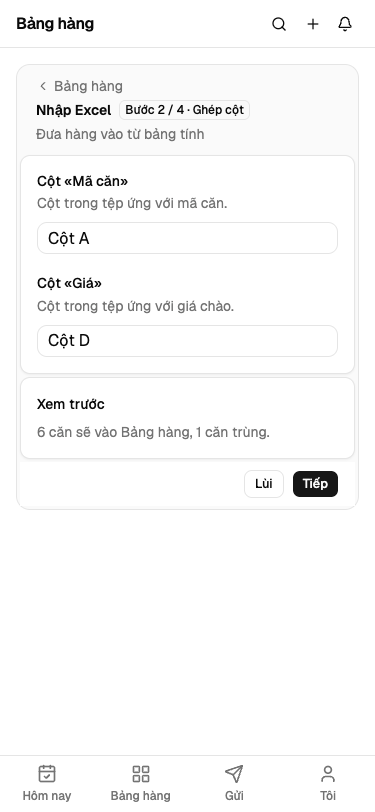 Bảng hàng
Bảng hàng
Nhập Excel Bước 2 / 4 · Ghép cột
Đưa hàng vào từ bảng tính
Cột «Mã căn»
Cột trong tệp ứng với mã căn.
Cột A
Cột «Giá»
Cột trong tệp ứng với giá chào.
Cột D
Xem trước
6 căn sẽ vào Bảng hàng, 1 căn trùng.
Lùi Tiếp
Hôm nay Bảng hàng Gửi Tôi